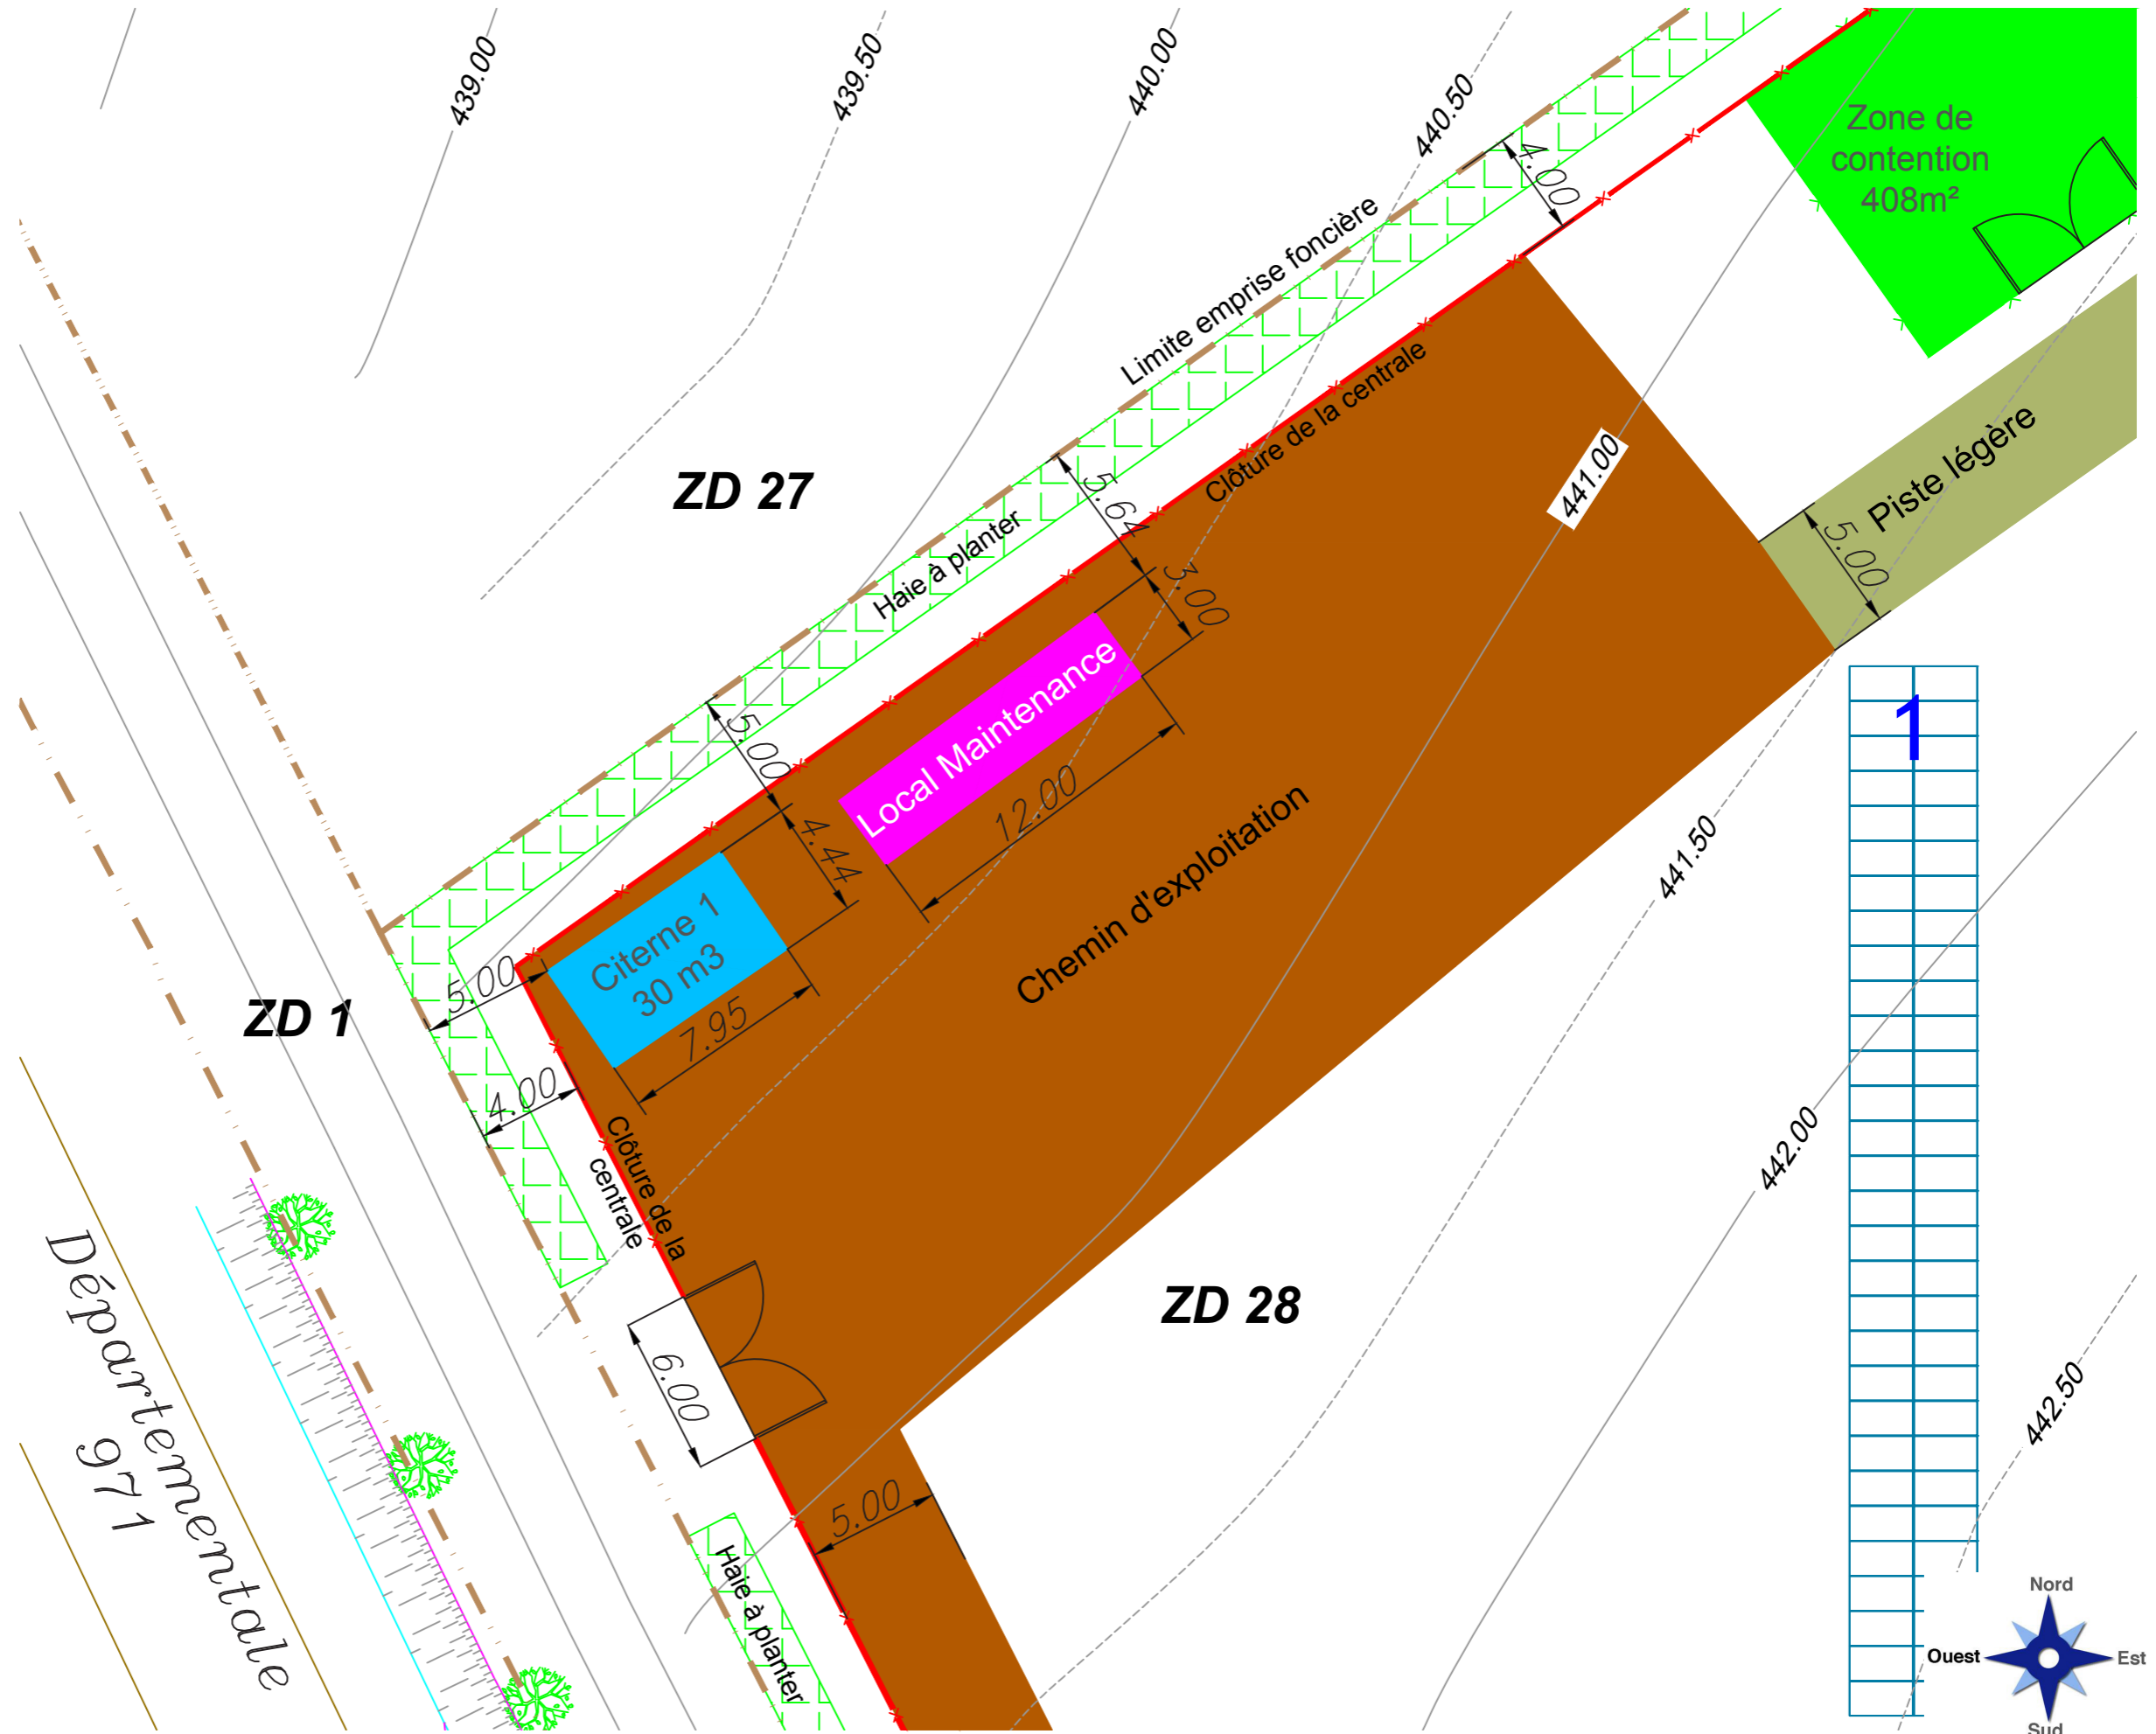 439.00
439.50
440.00
440.50
Zone de
contention
408m²
4.00
Limite emprise foncière
Clôture de la centrale
441.00
Piste légère
5.00
ZD 27
5.64
3.00
Haie à planter
Local Maintenance
12.00
5.00
4.44
1
Chemin d'exploitation
441.50
Citerne 1
30 m3
7.95
5.00
ZD 1
4.00
Clôture de la
centrale
442.00
ZD 28
6.00
442.50
5.00
Départementale
971
Haie à planter
Nord
Ouest
Est
Sud